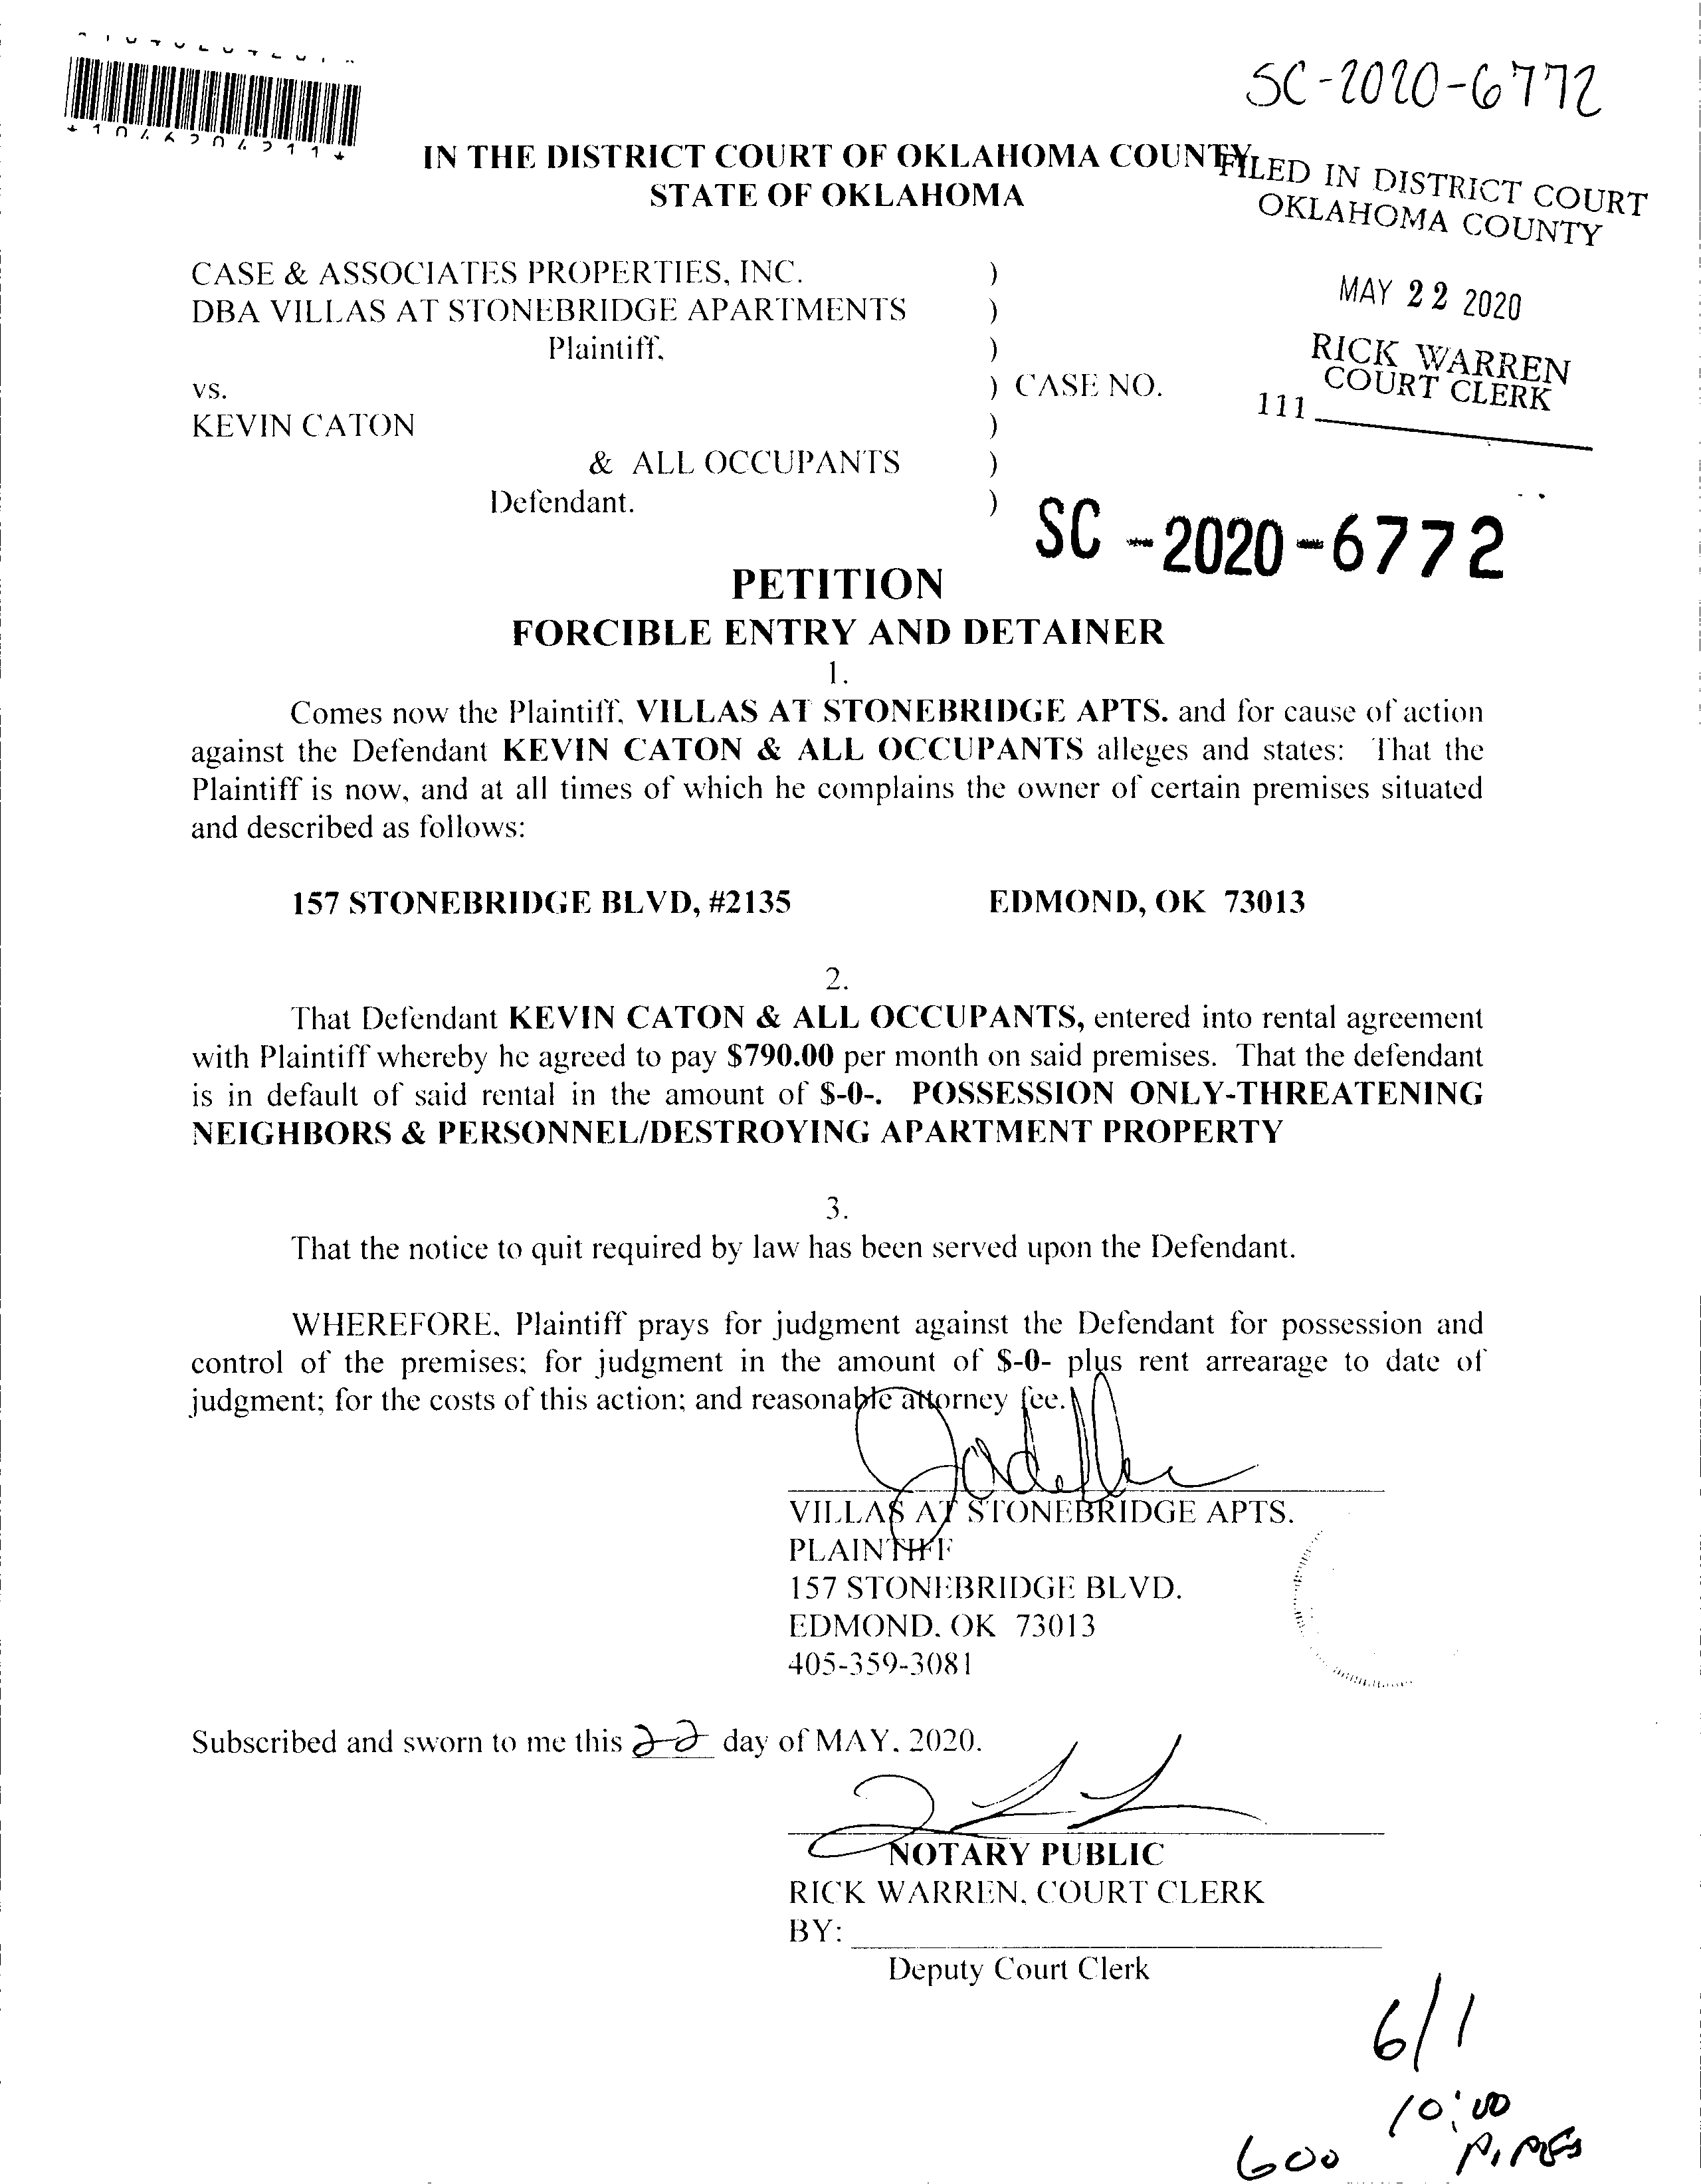 SC-2020-6772
*1046204211*
IN THE DISTRICT COURT OF OKLAHOMA COUNTY
STATE OF OKLAHOMA
FILED IN DISTRICT COURT
OKLAHOMA COUNTY
MAY 22 2020
RICK WARREN
COURT CLERK
111
CASE & ASSOCIATES PROPERTIES, INC. )
DBA VILLAS AT STONEBRIDGE APARTMENTS )
Plaintiff, )
vs. ) CASE NO.
KEVIN CATON )
& ALL OCCUPANTS )
Defendant. )
SC-2020-6772
PETITION
FORCIBLE ENTRY AND DETAINER
1.
Comes now the Plaintiff, VILLAS AT STONEBRIDGE APTS. and for cause of action
against the Defendant KEVIN CATON & ALL OCCUPANTS alleges and states: That the
Plaintiff is now, and at all times of which he complains the owner of certain premises situated
and described as follows:
157 STONEBRIDGE BLVD, #2135 EDMOND, OK 73013
2.
That Defendant KEVIN CATON & ALL OCCUPANTS, entered into rental agreement
with Plaintiff whereby he agreed to pay $790.00 per month on said premises. That the defendant
is in default of said rental in the amount of $-0-. POSSESSION ONLY-THREATENING
NEIGHBORS & PERSONNEL/DESTROYING APARTMENT PROPERTY
3.
That the notice to quit required by law has been served upon the Defendant.
WHEREFORE, Plaintiff prays for judgment against the Defendant for possession and
control of the premises; for judgment in the amount of $-0- plus rent arrearage to date of
judgment; for the costs of this action; and reasonable attorney fee.
VILLAS AT STONEBRIDGE APTS.
PLAINTIFF
157 STONEBRIDGE BLVD.
EDMOND, OK 73013
405-359-3081
Subscribed and sworn to me this 22 day of MAY, 2020.
NOTARY PUBLIC
RICK WARREN, COURT CLERK
BY:
Deputy Court Clerk
6/1
10:00
600